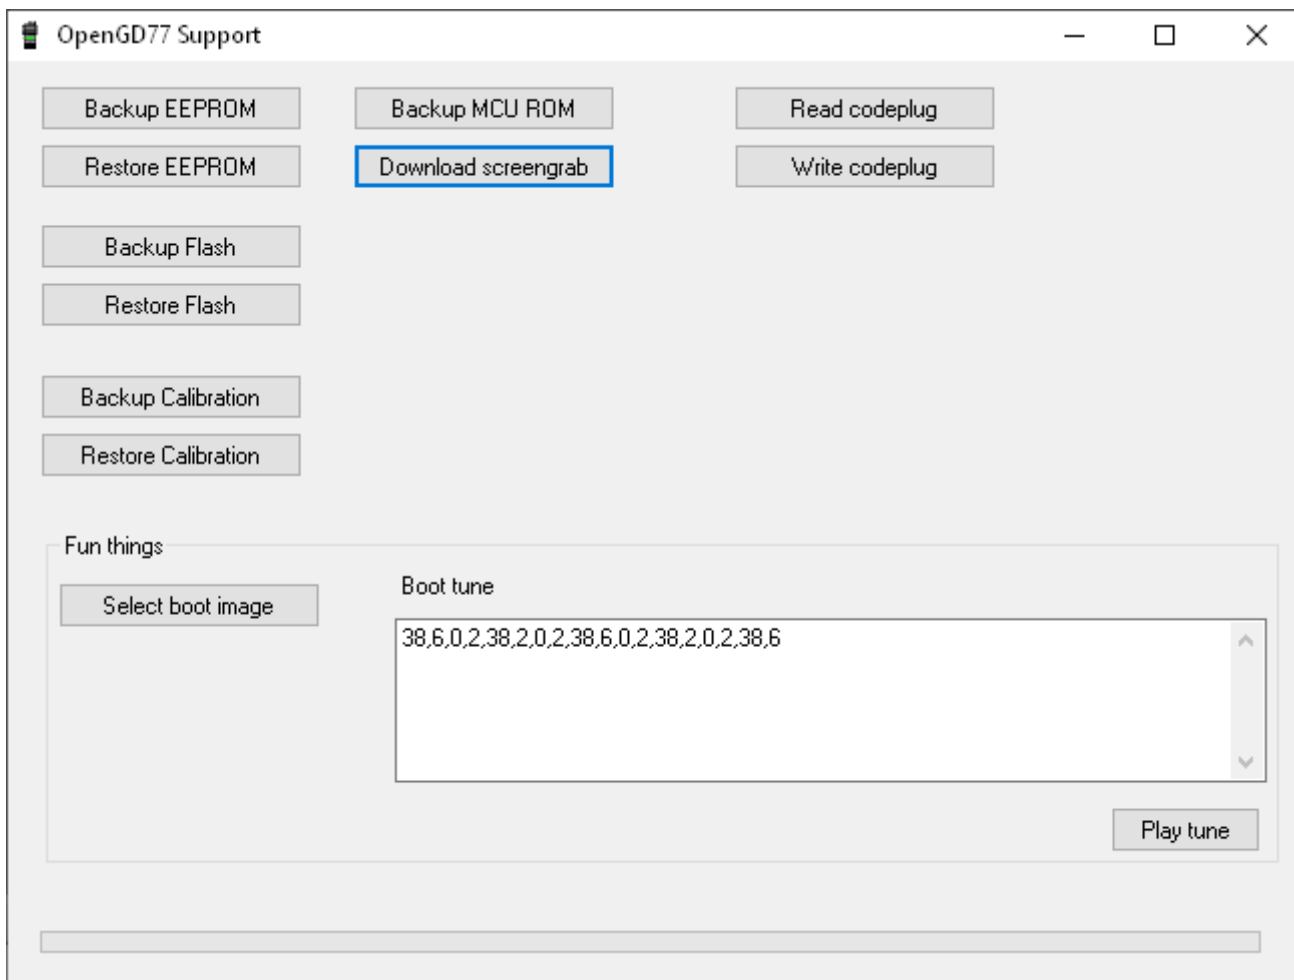 OpenGD77 Support
Backup EEPROM
Backup MCU ROM
Read codeplug
Restore EEPROM
Download screengrab
Write codeplug
Backup Flash
Restore Flash
Backup Calibration
Restore Calibration
Fun things
Select boot image
Boot tune
38,6,0,2,38,2,0,2,38,6,0,2,38,2,0,2,38,6
Play tune